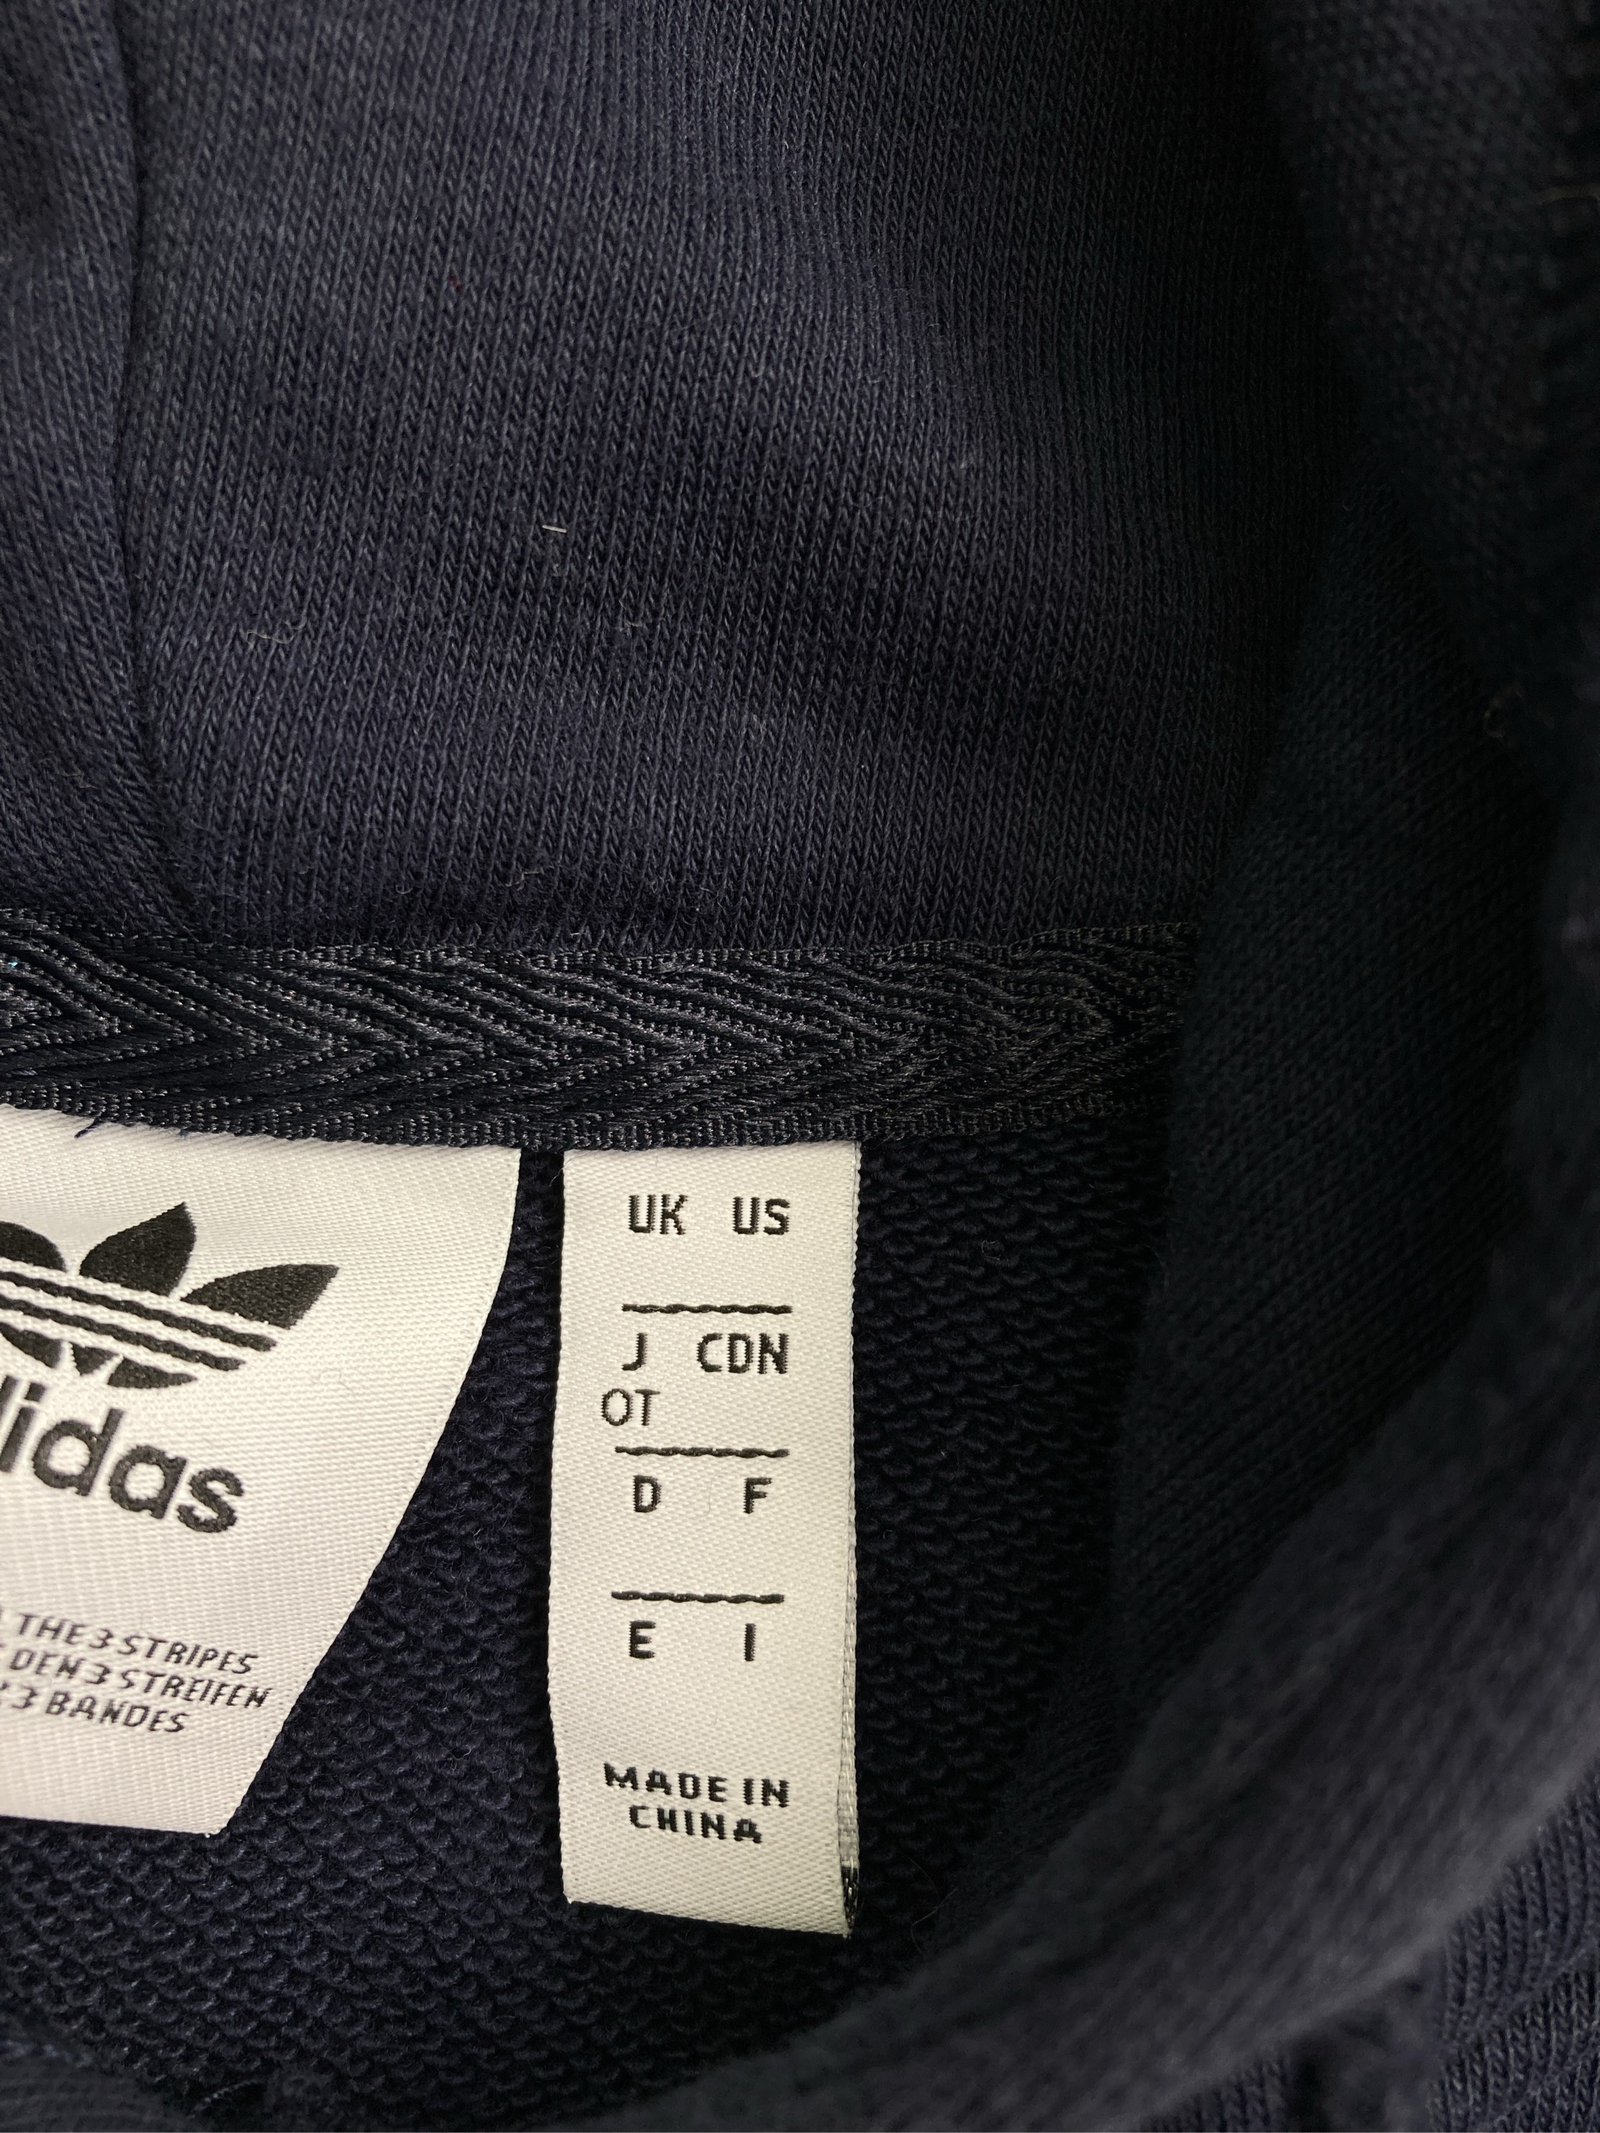 adidas
THE 3 STRIPES
DEN 3 STREIFEN
3 BANDES
UK US
J CDN
OT
D F
E I
MADE IN
CHINA